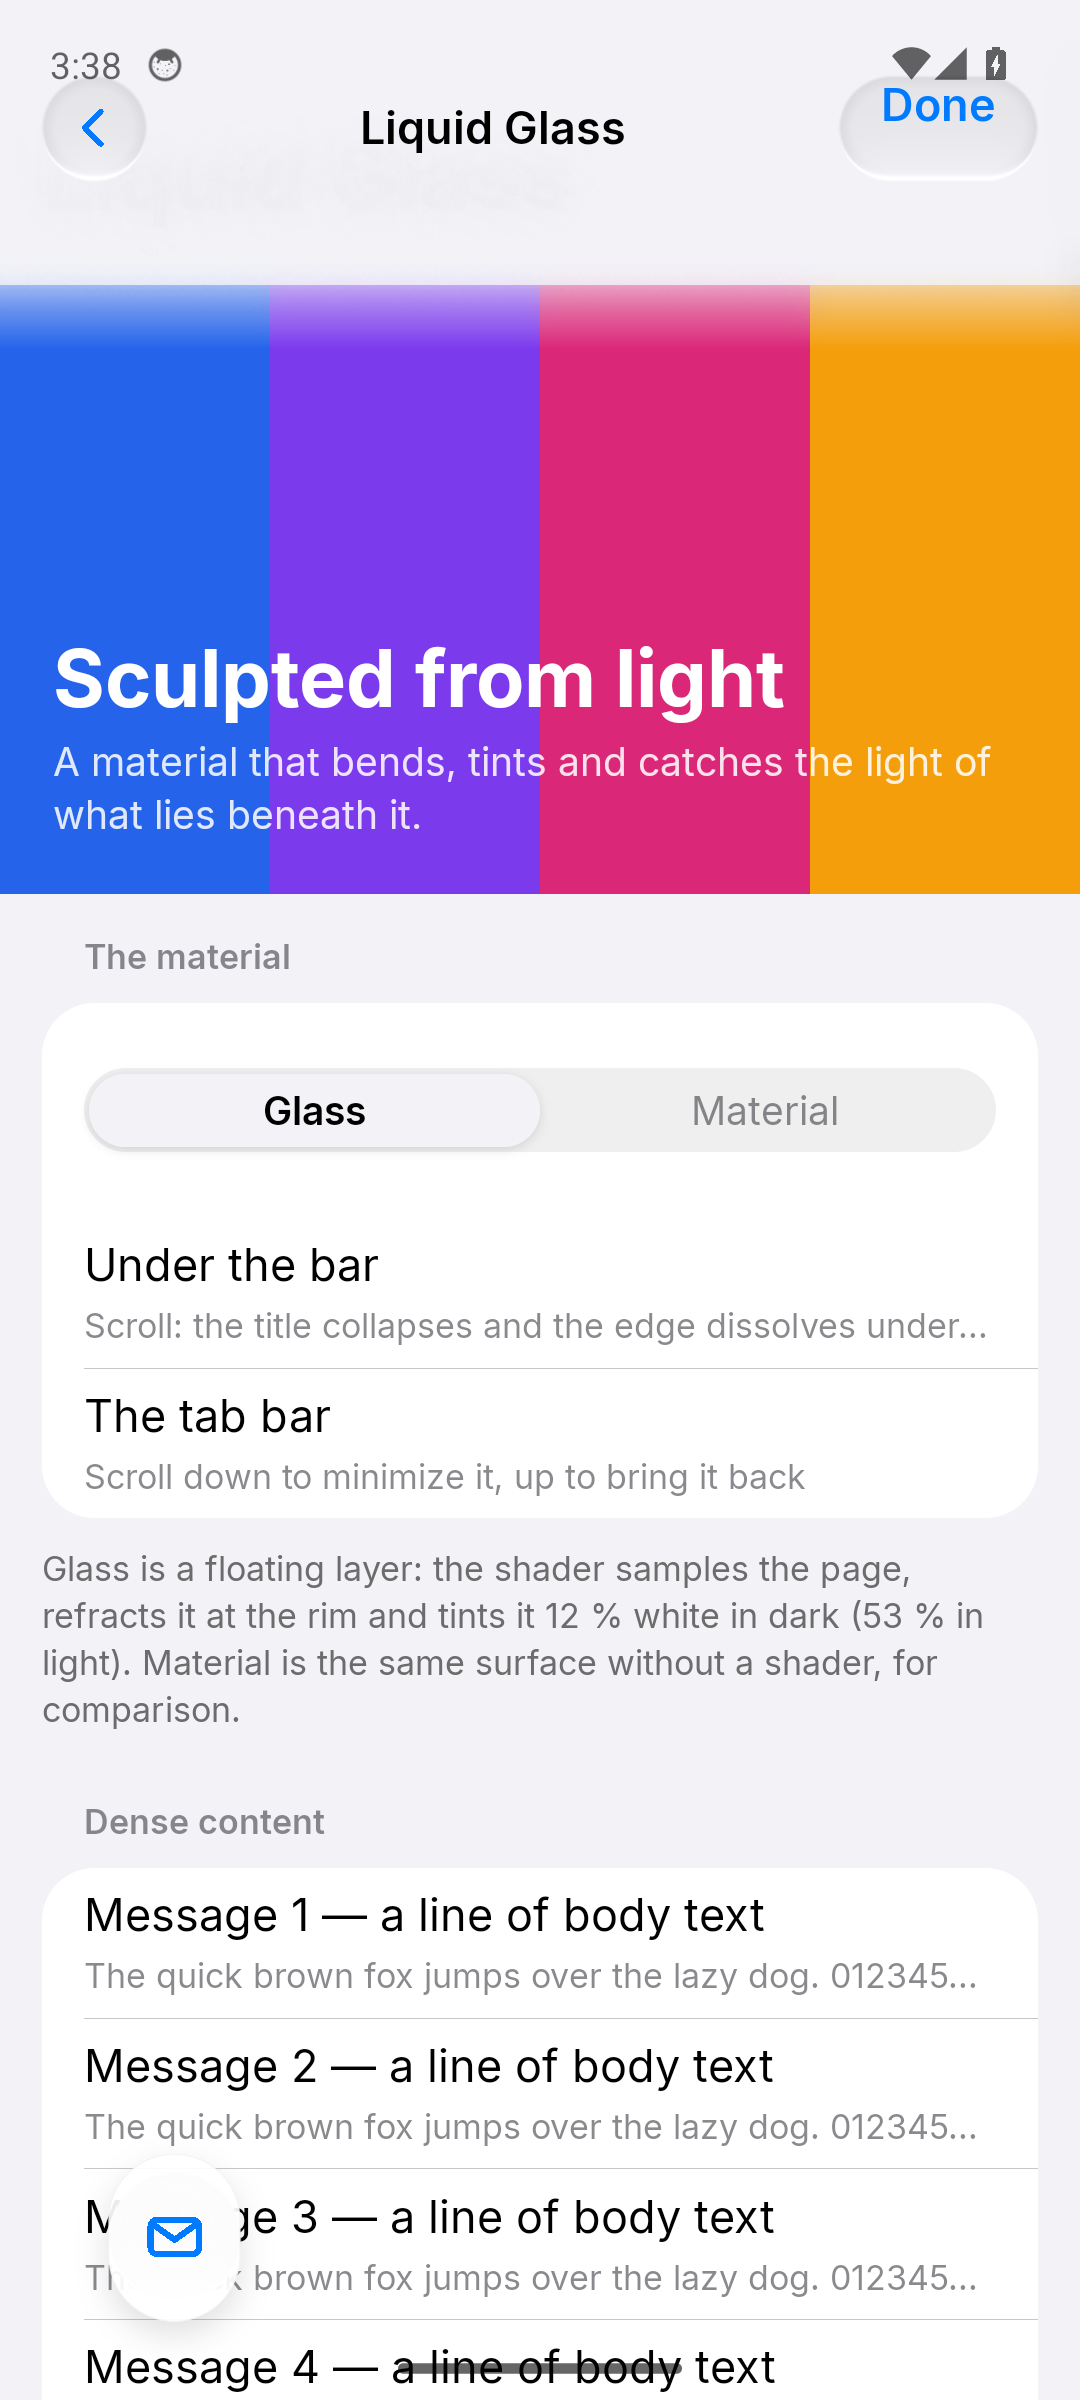 3:38
Liquid Glass
Done
Sculpted from light
A material that bends, tints and catches the light of
what lies beneath it.
The material
Glass
Material
Under the bar
Scroll: the title collapses and the edge dissolves under...
The tab bar
Scroll down to minimize it, up to bring it back
Glass is a floating layer: the shader samples the page,
refracts it at the rim and tints it 12 % white in dark (53 % in
light). Material is the same surface without a shader, for
comparison.
Dense content
Message 1 — a line of body text
The quick brown fox jumps over the lazy dog. 012345...
Message 2 — a line of body text
The quick brown fox jumps over the lazy dog. 012345...
3 — a line of body text
brown fox jumps over the lazy dog. 012345...
Message 4 — a line of body text